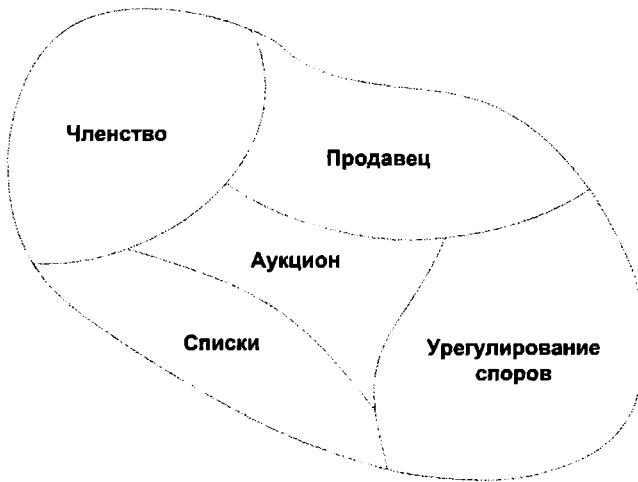 Членство
Продавец
Аукцион
Списки
Урегулирование
споров